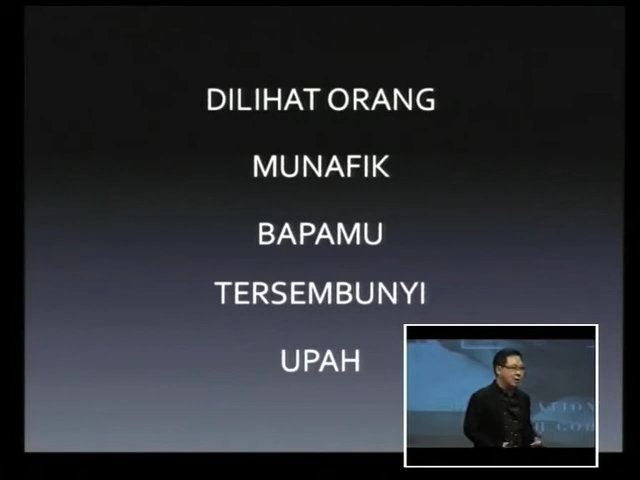 DILIHAT ORANG
MUNAFIK
BAPAMU
TERSEMBUNYI
UPAH